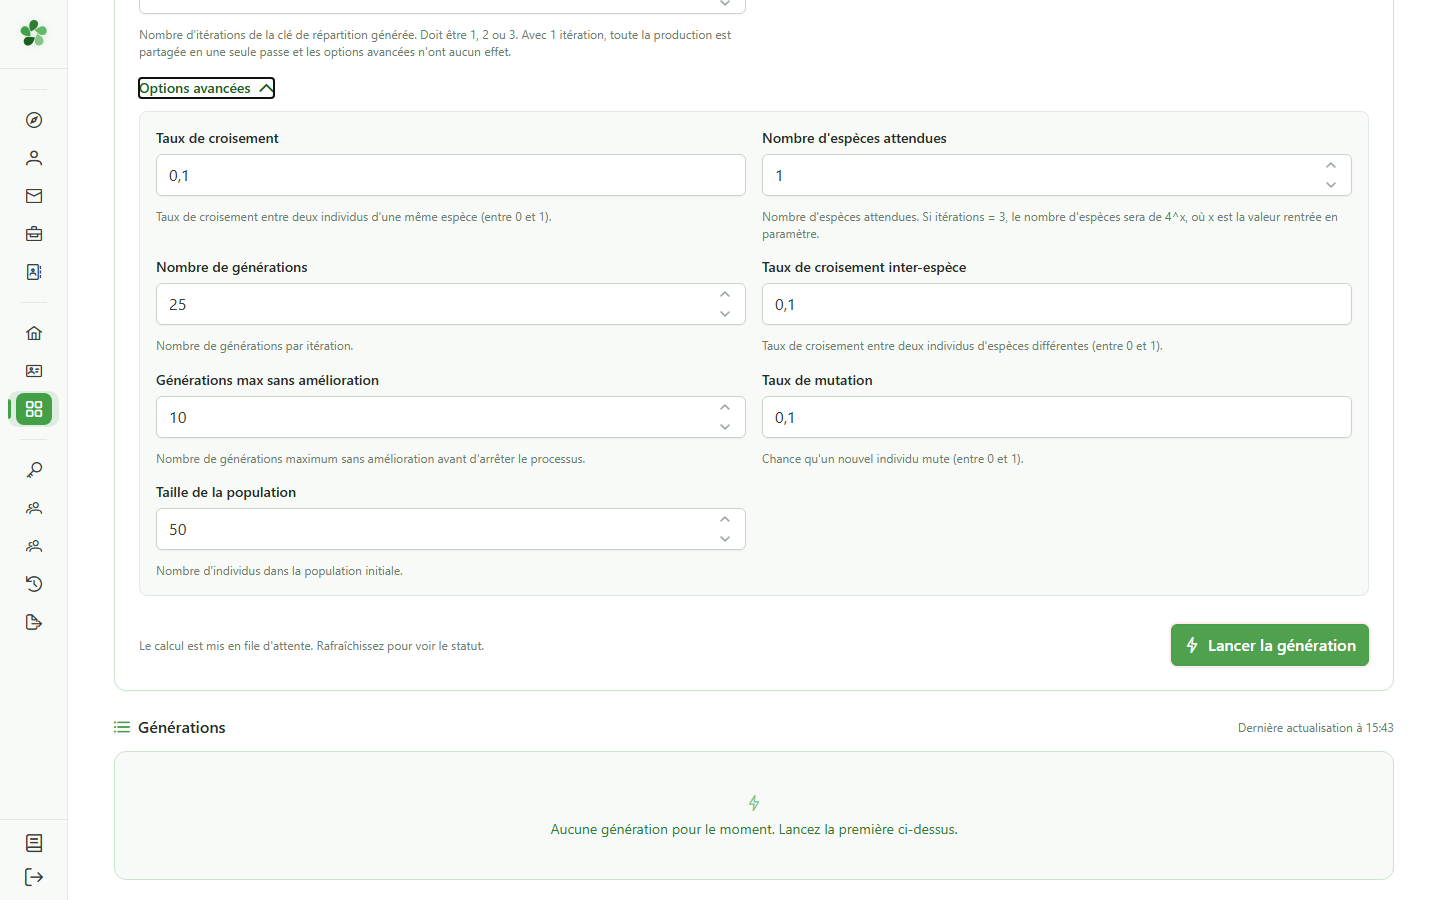 Nombre d'itérations de la clé de répartition générée. Doit être 1, 2 ou 3. Avec 1 itération, toute la production est
partagée en une seule passe et les options avancées n'ont aucun effet.
Options avancées
Taux de croisement
0,1
Taux de croisement entre deux individus d'une même espèce (entre 0 et 1).
Nombre d'espèces attendues
1
Nombre d'espèces attendues. Si itérations = 3, le nombre d'espèces sera de 4^x, où x est la valeur rentrée en
paramètre.
Nombre de générations
25
Nombre de générations par itération.
Taux de croisement inter-espèce
0,1
Taux de croisement entre deux individus d'espèces différentes (entre 0 et 1).
Générations max sans amélioration
10
Nombre de générations maximum sans amélioration avant d'arrêter le processus.
Taux de mutation
0,1
Chance qu'un nouvel individu mute (entre 0 et 1).
Taille de la population
50
Nombre d'individus dans la population initiale.
Le calcul est mis en file d'attente. Rafraîchissez pour voir le statut.
Lancer la génération
Générations
Dernière actualisation à 15:43
Aucune génération pour le moment. Lancez la première ci-dessus.